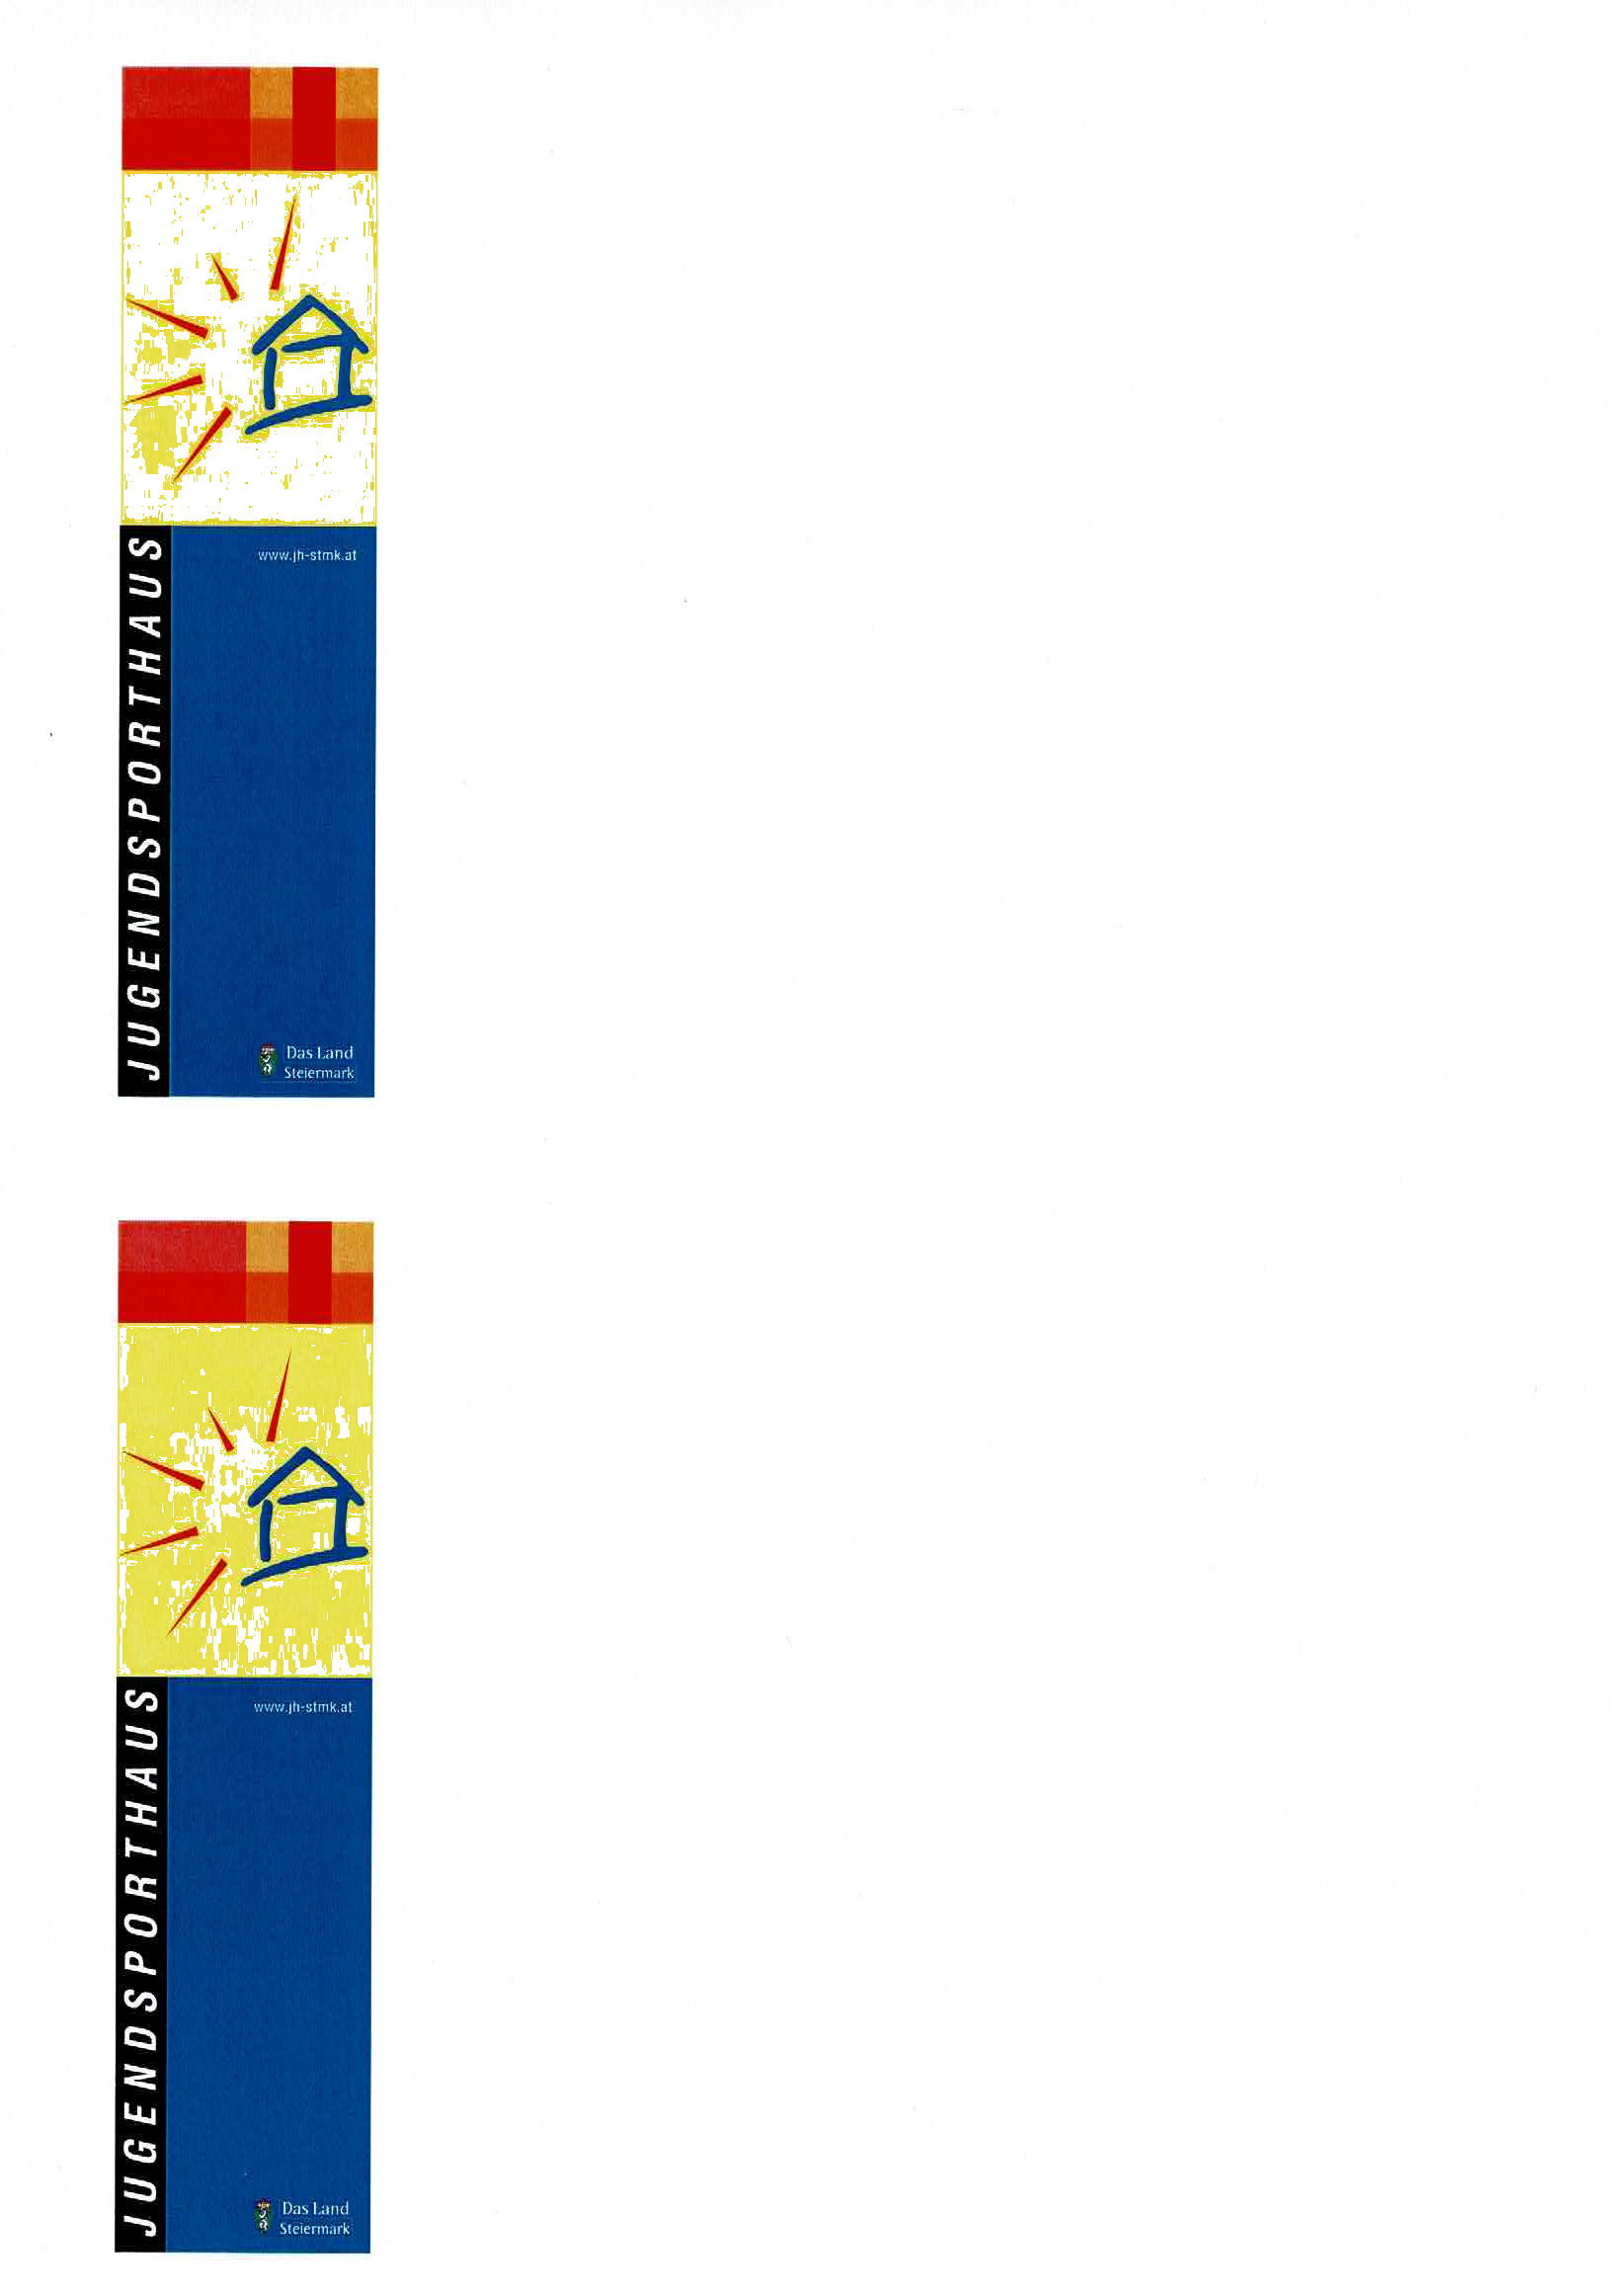 www.jh-stmk.at
JUGENDSPORTHAUS
Das Land
Steiermark
www.jh-stmk.at
JUGENDSPORTHAUS
Das Land
Steiermark